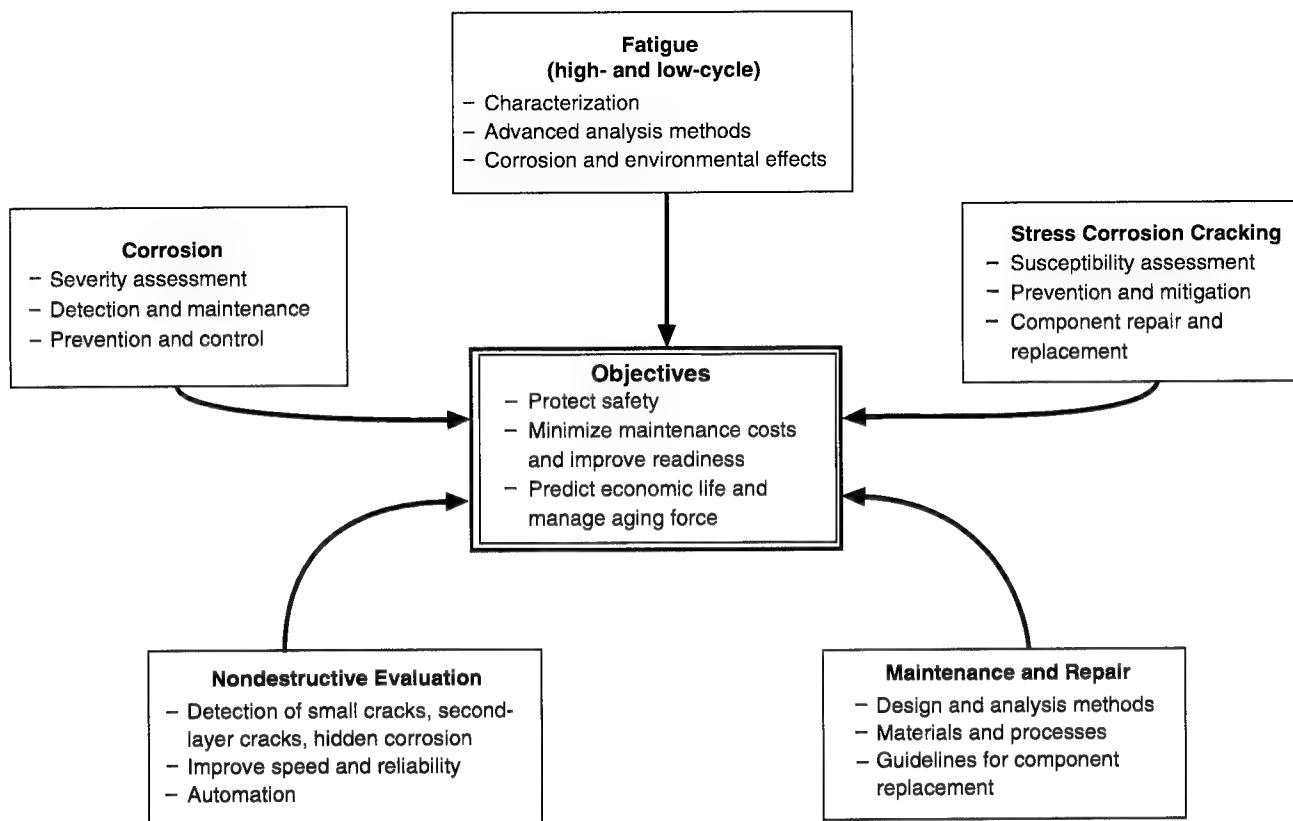 Fatigue
(high- and low-cycle)
– Characterization
– Advanced analysis methods
– Corrosion and environmental effects
Corrosion
– Severity assessment
– Detection and maintenance
– Prevention and control
Stress Corrosion Cracking
– Susceptibility assessment
– Prevention and mitigation
– Component repair and
replacement
Objectives
– Protect safety
– Minimize maintenance costs
and improve readiness
– Predict economic life and
manage aging force
Nondestructive Evaluation
– Detection of small cracks, second-
layer cracks, hidden corrosion
– Improve speed and reliability
– Automation
Maintenance and Repair
– Design and analysis methods
– Materials and processes
– Guidelines for component
replacement